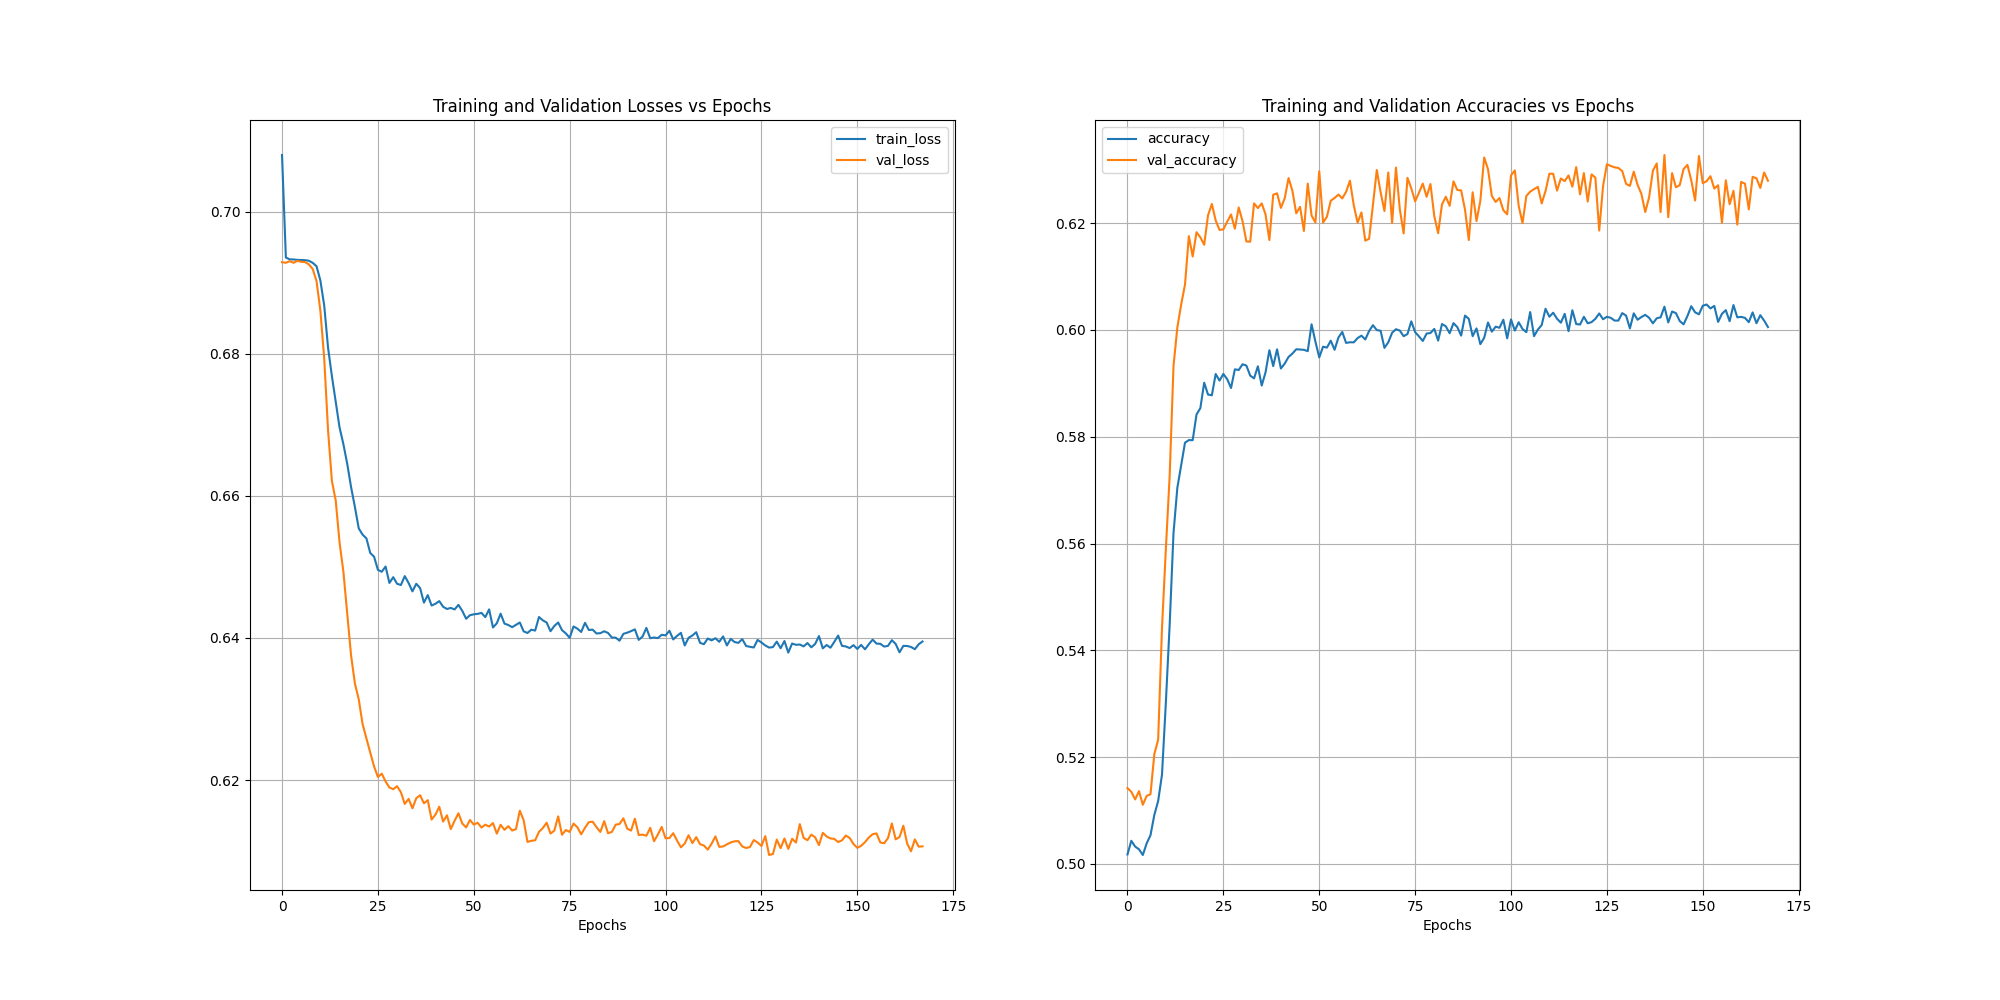 Training and Validation Losses vs Epochs
train_loss
val_loss
0.70
0.68
0.66
0.64
0.62
0 25 50 75 100 125 150 175
Epochs
Training and Validation Accuracies vs Epochs
accuracy
val_accuracy
0.62
0.60
0.58
0.56
0.54
0.52
0.50
0 25 50 75 100 125 150 175
Epochs